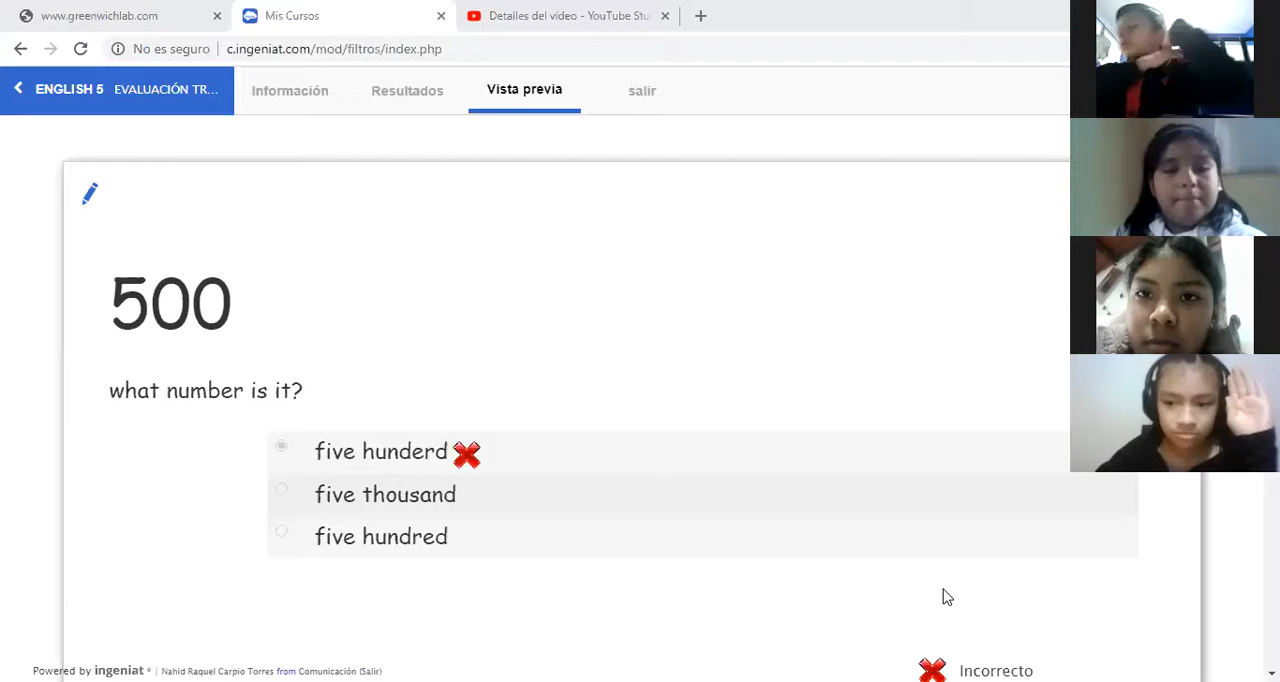 www.greenwichlab.com
Mis Cursos
Detalles del vídeo - YouTube Stu
No es seguro
c.ingeniat.com/mod/filtros/index.php
ENGLISH 5 EVALUACIÓN TR...
Información
Resultados
Vista previa
salir
500
what number is it?
five hunderd
five thousand
five hundred
Powered by ingeniat ® | Nahid Raquel Carpio Torres from Comunicación (Salir)
Incorrecto